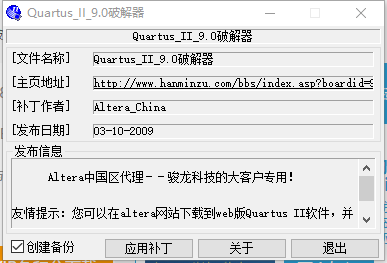 Quartus_II_9.0破解器
Quartus_II_9.0破解器
[文件名称] Quartus_II_9.0破解器
[主页地址] http://www.hanminzu.com/bbs/index.asp?boardid=
[补丁作者] Altera_China
[发布日期] 03-10-2009
发布信息
Altera中国区代理－－骏龙科技的大客户专用！
友情提示：您可以在altera网站下载到web版Quartus II软件，并
创建备份 应用补丁 关于 退出